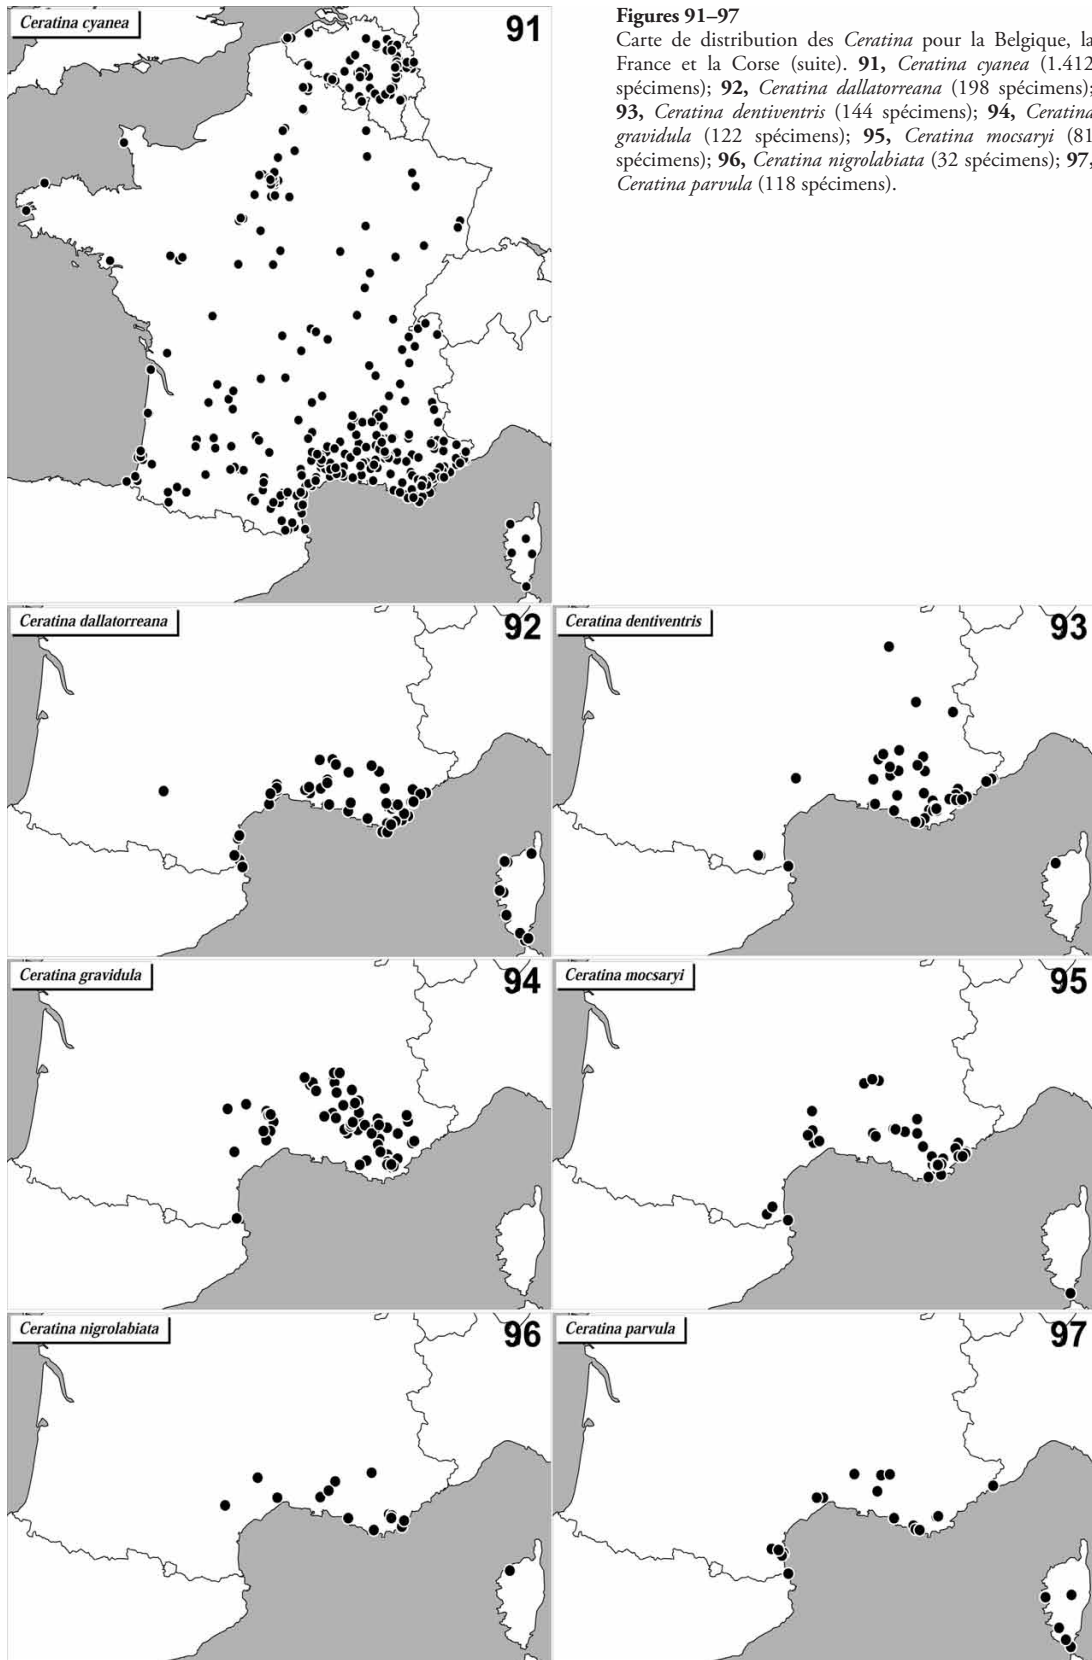 Ceratina cyanea
91
Figures 91–97
Carte de distribution des Ceratina pour la Belgique, la
France et la Corse (suite). 91, Ceratina cyanea (1.412
spécimens); 92, Ceratina dallatorreana (198 spécimens);
93, Ceratina dentiventris (144 spécimens); 94, Ceratina
gravidula (122 spécimens); 95, Ceratina mocsaryi (81
spécimens); 96, Ceratina nigrolabiata (32 spécimens); 97,
Ceratina parvula (118 spécimens).
Ceratina dallatorreana
92
Ceratina dentiventris
93
Ceratina gravidula
94
Ceratina mocsaryi
95
Ceratina nigrolabiata
96
Ceratina parvula
97